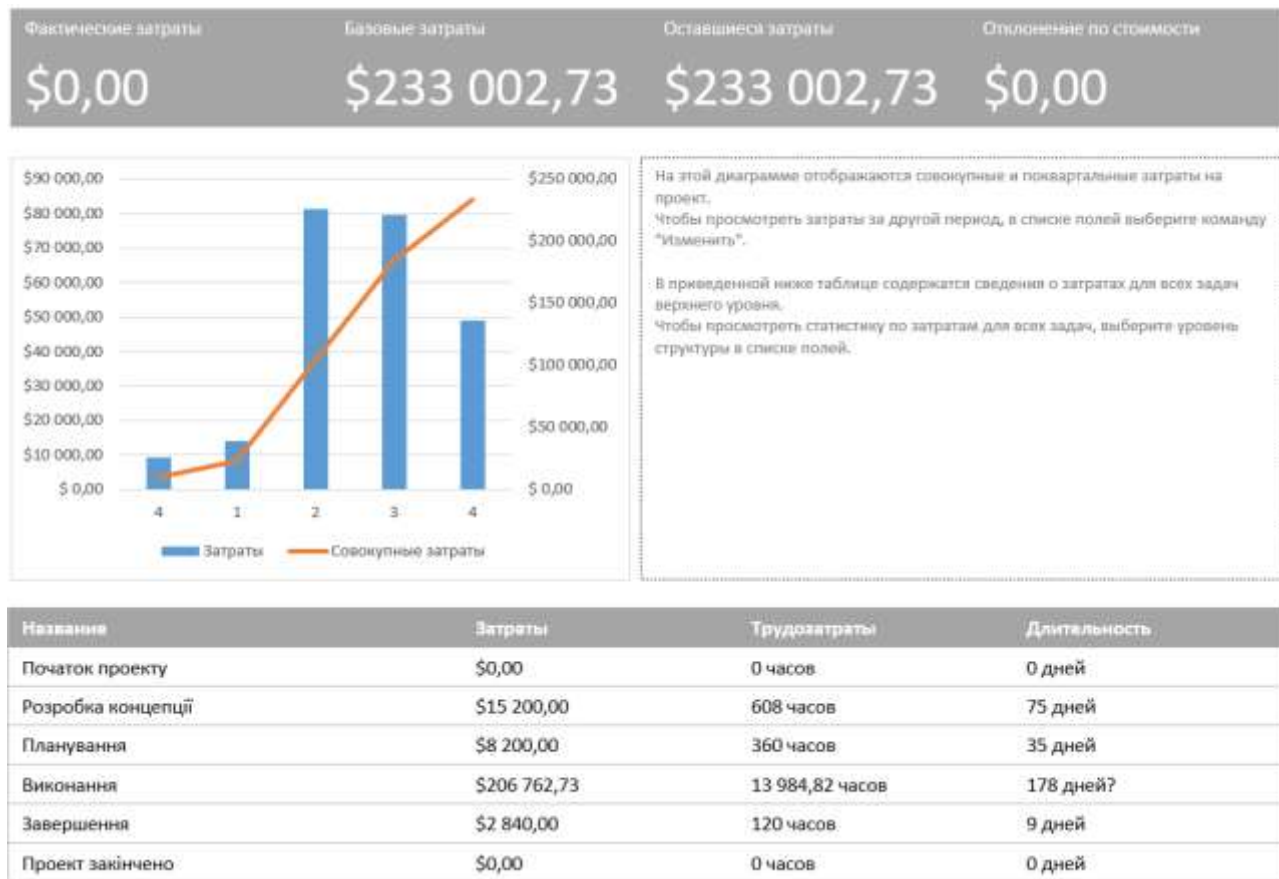 Фактические затраты
Базовые затраты
Оставшиеся затраты
Отклонение по стоимости
$0,00
$233 002,73
$233 002,73
$0,00
$90 000,00
$80 000,00
$70 000,00
$60 000,00
$50 000,00
$40 000,00
$30 000,00
$20 000,00
$10 000,00
$ 0,00
$250 000,00
$200 000,00
$150 000,00
$100 000,00
$50 000,00
$ 0,00
4 1 2 3 4
Затраты Совокупные затраты
На этой диаграмме отображаются совокупные и поквартальные затраты на
проект.
Чтобы просмотреть затраты за другой период, в списке полей выберите команду
"Изменить".
В приведенной ниже таблице содержатся сведения о затратах для всех задач
верхнего уровня.
Чтобы просмотреть статистику по затратам для всех задач, выберите уровень
структуры в списке полей.
Название Затраты Трудозатраты Длительность
Початок проекту $0,00 0 часов 0 дней
Розробка концепції $15 200,00 608 часов 75 дней
Планування $8 200,00 360 часов 35 дней
Виконання $206 762,73 13 984,82 часов 178 дней?
Завершення $2 840,00 120 часов 9 дней
Проект закінчено $0,00 0 часов 0 дней